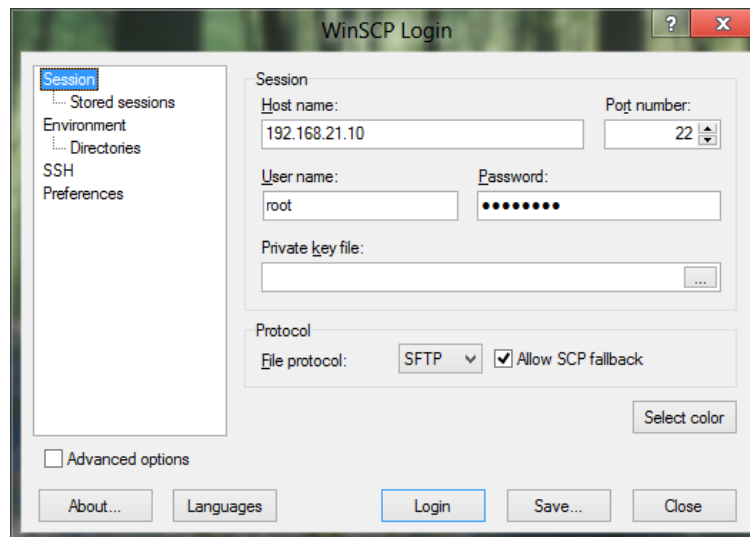 WinSCP Login
?
Session
Stored sessions
Environment
Directories
SSH
Preferences
Session
Host name:
Port number:
192.168.21.10
22
User name:
Password:
root
••••••••
Private key file:
...
Protocol
File protocol:
SFTP
Allow SCP fallback
Select color
Advanced options
About...
Languages
Login
Save...
Close